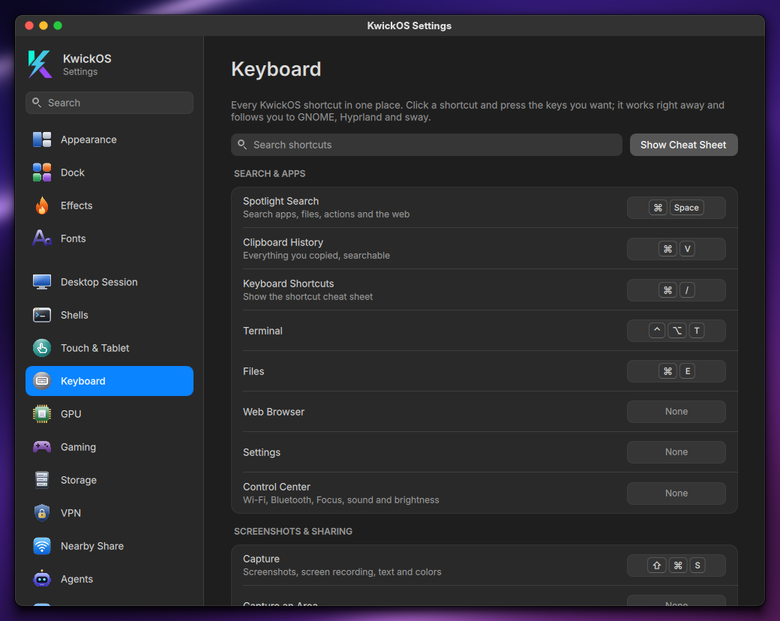 KwickOS Settings
KwickOS
Settings
Search
Appearance
Dock
Effects
Fonts
Desktop Session
Shells
Touch & Tablet
Keyboard
GPU
Gaming
Storage
VPN
Nearby Share
Agents
Keyboard
Every KwickOS shortcut in one place. Click a shortcut and press the keys you want; it works right away and
follows you to GNOME, Hyprland and sway.
Search shortcuts
Show Cheat Sheet
SEARCH & APPS
Spotlight Search
Search apps, files, actions and the web
⌘ Space
Clipboard History
Everything you copied, searchable
⌘ V
Keyboard Shortcuts
Show the shortcut cheat sheet
⌘ /
Terminal
^ ⌥ T
Files
⌘ E
Web Browser
None
Settings
None
Control Center
Wi-Fi, Bluetooth, Focus, sound and brightness
None
SCREENSHOTS & SHARING
Capture
Screenshots, screen recording, text and colors
⇧ ⌘ S
Capture an Area
None